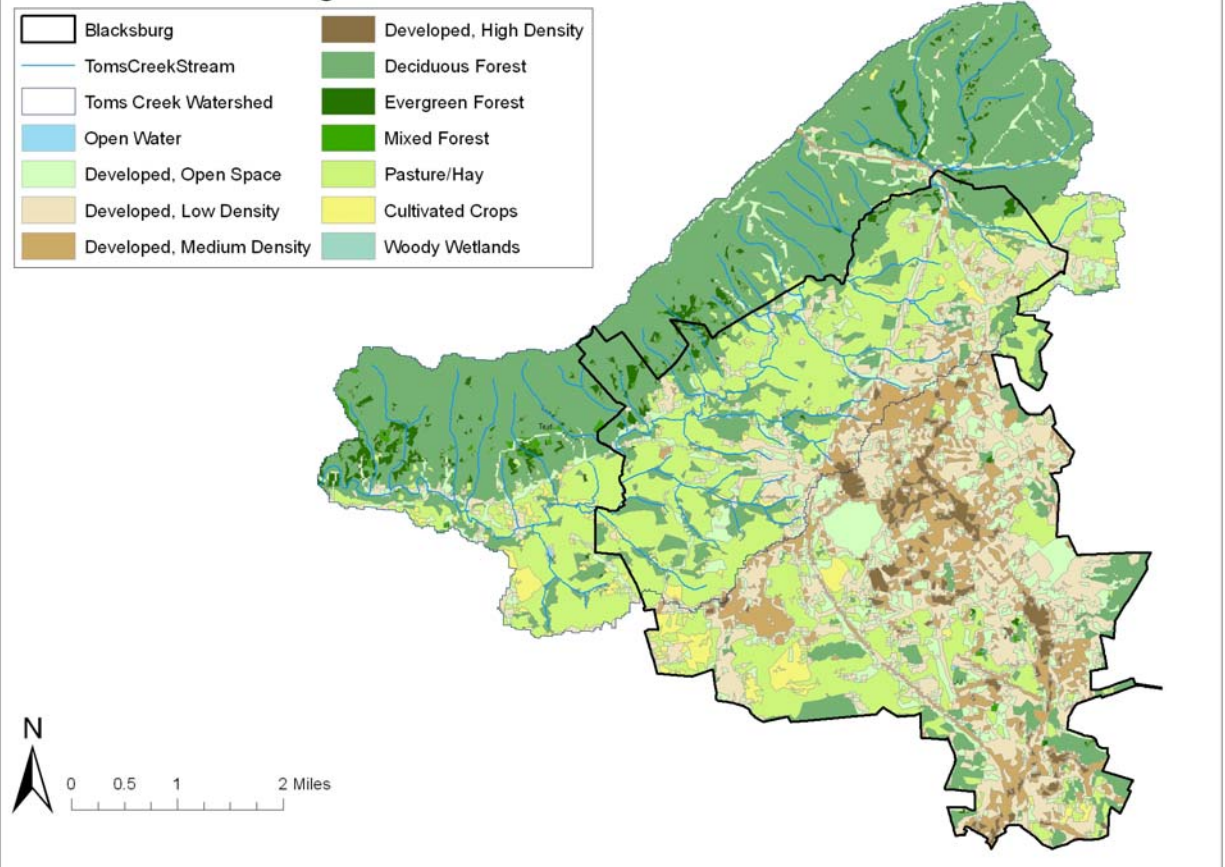 Blacksburg
TomsCreekStream
Toms Creek Watershed
Open Water
Developed, Open Space
Developed, Low Density
Developed, Medium Density
Developed, High Density
Deciduous Forest
Evergreen Forest
Mixed Forest
Pasture/Hay
Cultivated Crops
Woody Wetlands
Text
N
0 0.5 1 2 Miles